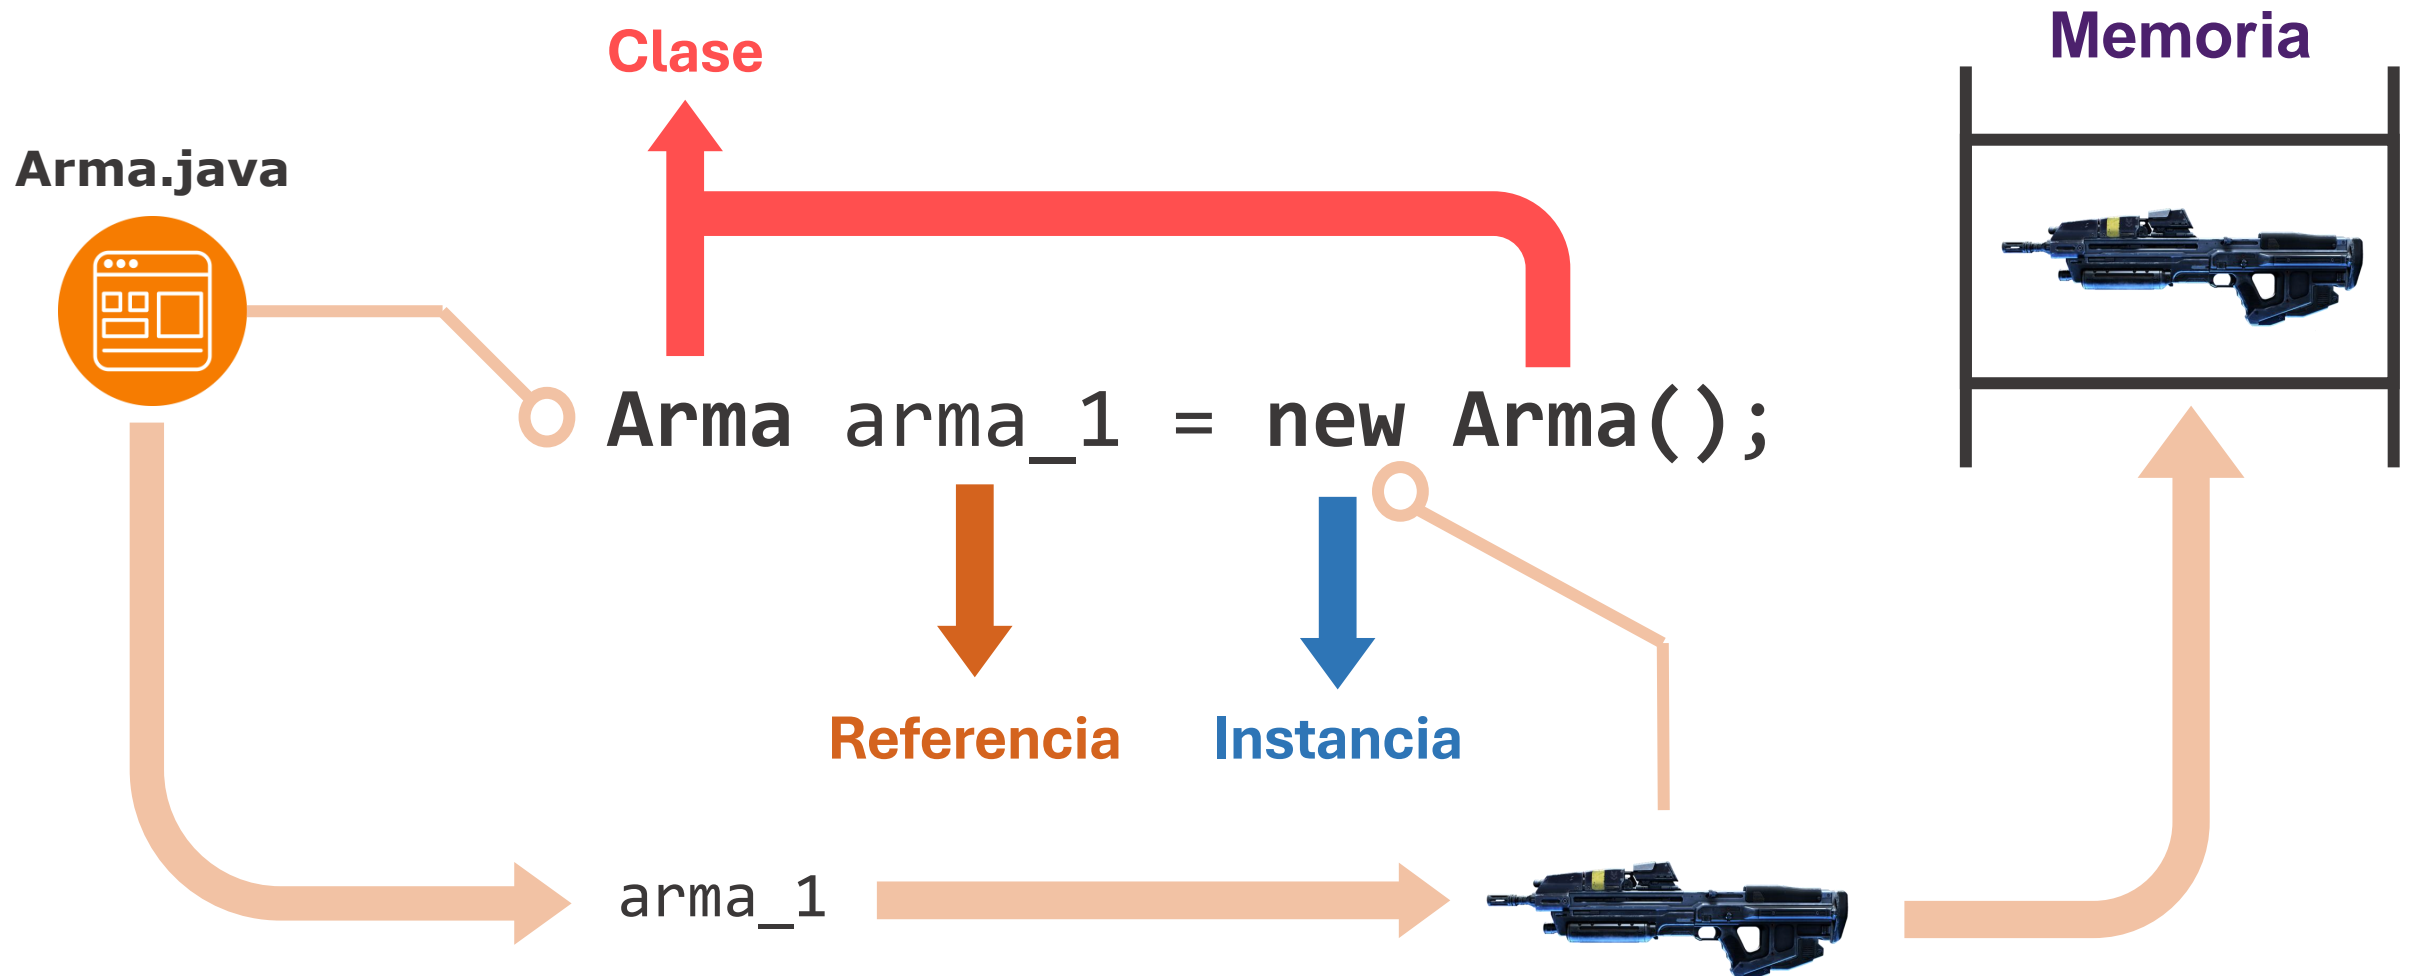 Clase
Memoria
Arma.java
Arma arma_1 = new Arma();
Referencia
Instancia
arma_1